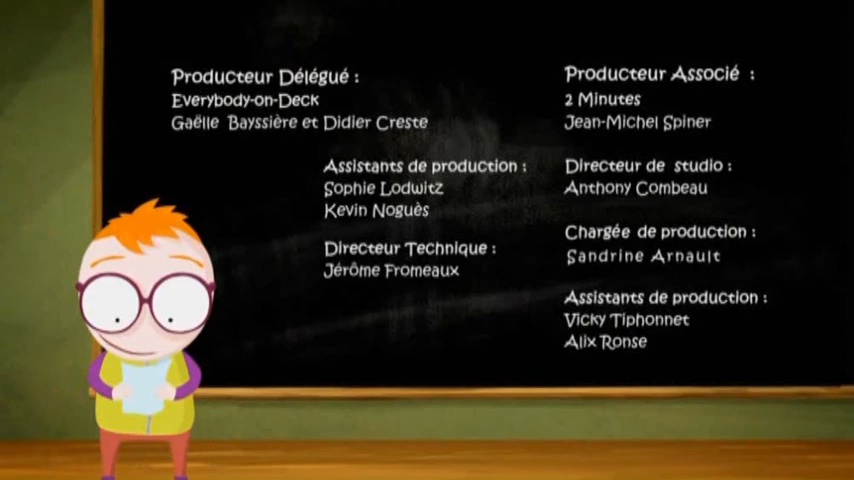 Producteur Délégué :
Everybody-on-Deck
Gaëlle Bayssière et Didier Creste
Assistants de production :
Sophie Lodwitz
Kevin Noguès
Directeur Technique :
Jérôme Fromeaux
Producteur Associé :
2 Minutes
Jean-Michel Spiner
Directeur de studio :
Anthony Combeau
Chargée de production :
Sandrine Arnault
Assistants de production :
Vicky Tiphonnet
Alix Ronse